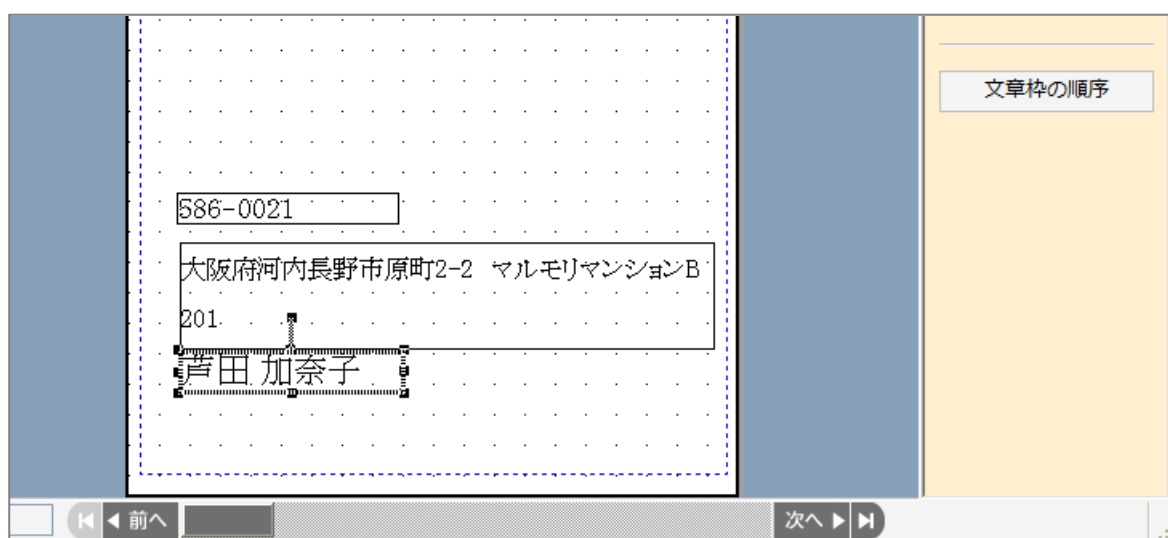 文章枠の順序
586-0021
大阪府河内長野市原町2-2 マルモリマンションB
201
芦田 加奈子
前へ
次へ